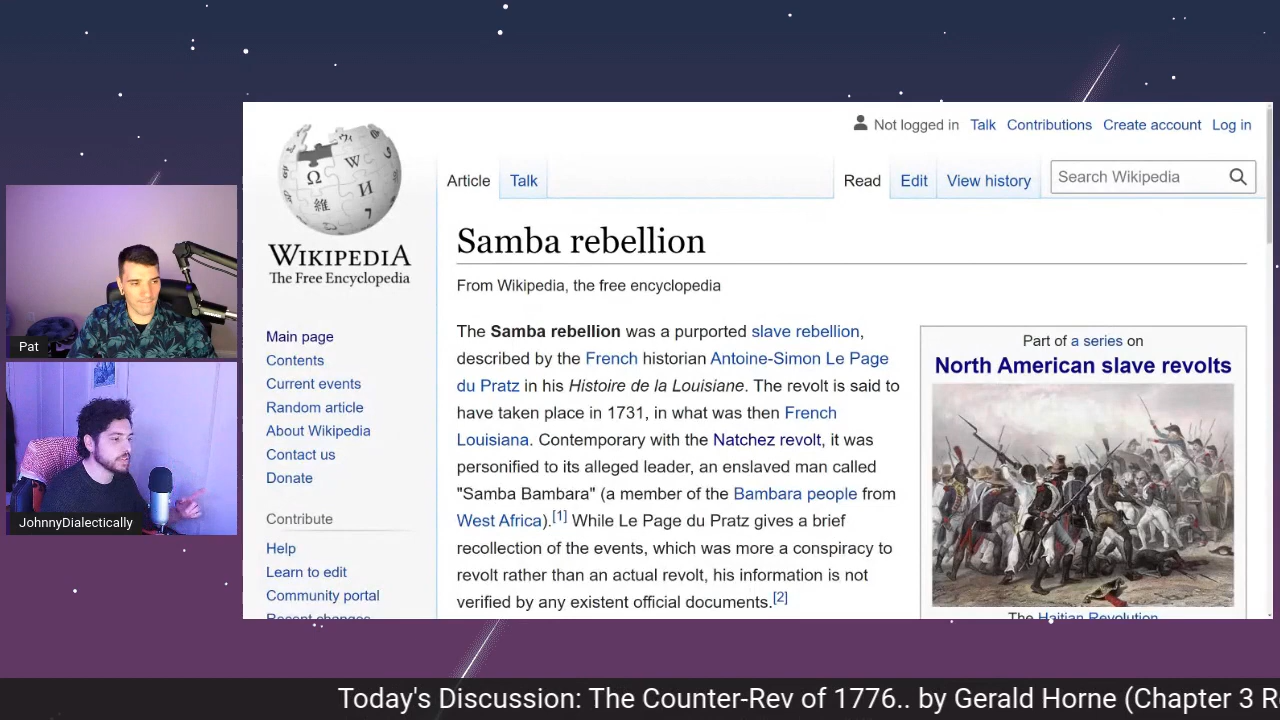 Not logged in Talk Contributions Create account Log in
Article Talk Read Edit View history Search Wikipedia
WIKIPEDIA
The Free Encyclopedia
Samba rebellion
From Wikipedia, the free encyclopedia
Main page
Contents
Current events
Random article
About Wikipedia
Contact us
Donate
Contribute
Help
Learn to edit
Community portal
Recent changes
The Samba rebellion was a purported slave rebellion,
described by the French historian Antoine-Simon Le Page
du Pratz in his Histoire de la Louisiane. The revolt is said to
have taken place in 1731, in what was then French
Louisiana. Contemporary with the Natchez revolt, it was
personified to its alleged leader, an enslaved man called
"Samba Bambara" (a member of the Bambara people from
West Africa).[1] While Le Page du Pratz gives a brief
recollection of the events, which was more a conspiracy to
revolt rather than an actual revolt, his information is not
verified by any existent official documents.[2]
Part of a series on
North American slave revolts
The Haitian Revolution
Pat
JohnnyDialectically
Today's Discussion: The Counter-Rev of 1776.. by Gerald Horne (Chapter 3 R